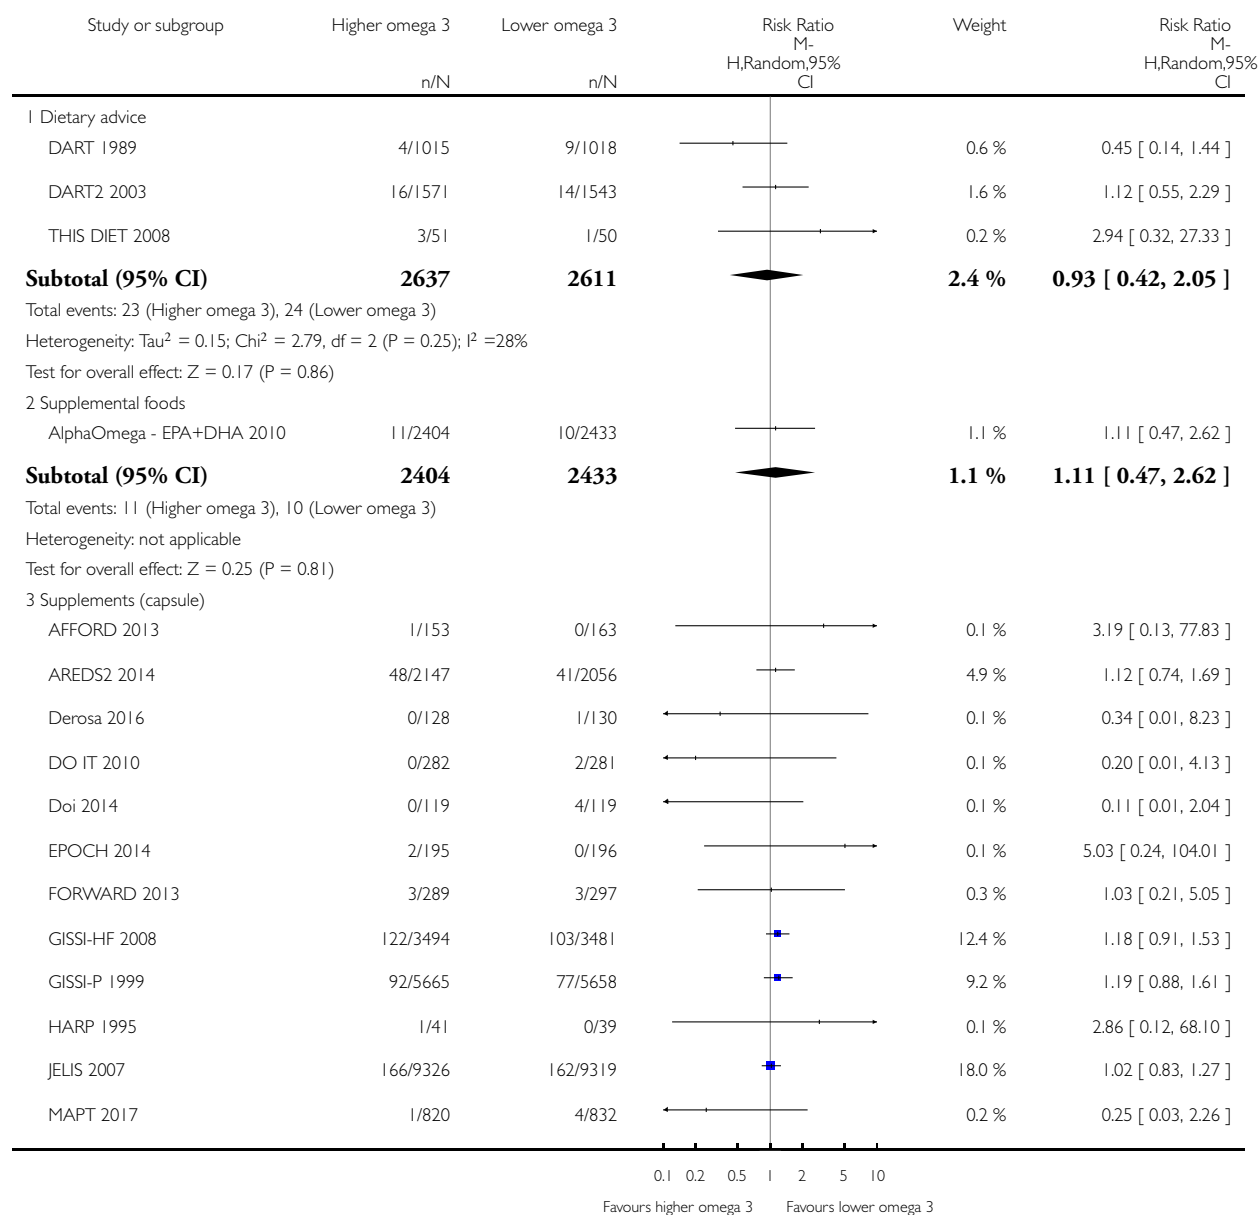 Study or subgroup Higher omega 3 Lower omega 3 Risk Ratio Weight Risk Ratio
M- M-
H,Random,95% H,Random,95%
n/N n/N CI CI
1 Dietary advice
DART 1989 4/1015 9/1018 0.6 % 0.45 [ 0.14, 1.44 ]
DART2 2003 16/1571 14/1543 1.6 % 1.12 [ 0.55, 2.29 ]
THIS DIET 2008 3/51 1/50 0.2 % 2.94 [ 0.32, 27.33 ]
Subtotal (95% CI) 2637 2611 2.4 % 0.93 [ 0.42, 2.05 ]
Total events: 23 (Higher omega 3), 24 (Lower omega 3)
Heterogeneity: Tau² = 0.15; Chi² = 2.79, df = 2 (P = 0.25); I² =28%
Test for overall effect: Z = 0.17 (P = 0.86)
2 Supplemental foods
AlphaOmega - EPA+DHA 2010 11/2404 10/2433 1.1 % 1.11 [ 0.47, 2.62 ]
Subtotal (95% CI) 2404 2433 1.1 % 1.11 [ 0.47, 2.62 ]
Total events: 11 (Higher omega 3), 10 (Lower omega 3)
Heterogeneity: not applicable
Test for overall effect: Z = 0.25 (P = 0.81)
3 Supplements (capsule)
AFFORD 2013 1/153 0/163 0.1 % 3.19 [ 0.13, 77.83 ]
AREDS2 2014 48/2147 41/2056 4.9 % 1.12 [ 0.74, 1.69 ]
Derosa 2016 0/128 1/130 0.1 % 0.34 [ 0.01, 8.23 ]
DO IT 2010 0/282 2/281 0.1 % 0.20 [ 0.01, 4.13 ]
Doi 2014 0/119 4/119 0.1 % 0.11 [ 0.01, 2.04 ]
EPOCH 2014 2/195 0/196 0.1 % 5.03 [ 0.24, 104.01 ]
FORWARD 2013 3/289 3/297 0.3 % 1.03 [ 0.21, 5.05 ]
GISSI-HF 2008 122/3494 103/3481 12.4 % 1.18 [ 0.91, 1.53 ]
GISSI-P 1999 92/5665 77/5658 9.2 % 1.19 [ 0.88, 1.61 ]
HARP 1995 1/41 0/39 0.1 % 2.86 [ 0.12, 68.10 ]
JELIS 2007 166/9326 162/9319 18.0 % 1.02 [ 0.83, 1.27 ]
MAPT 2017 1/820 4/832 0.2 % 0.25 [ 0.03, 2.26 ]
0.1 0.2 0.5 1 2 5 10
Favours higher omega 3 Favours lower omega 3